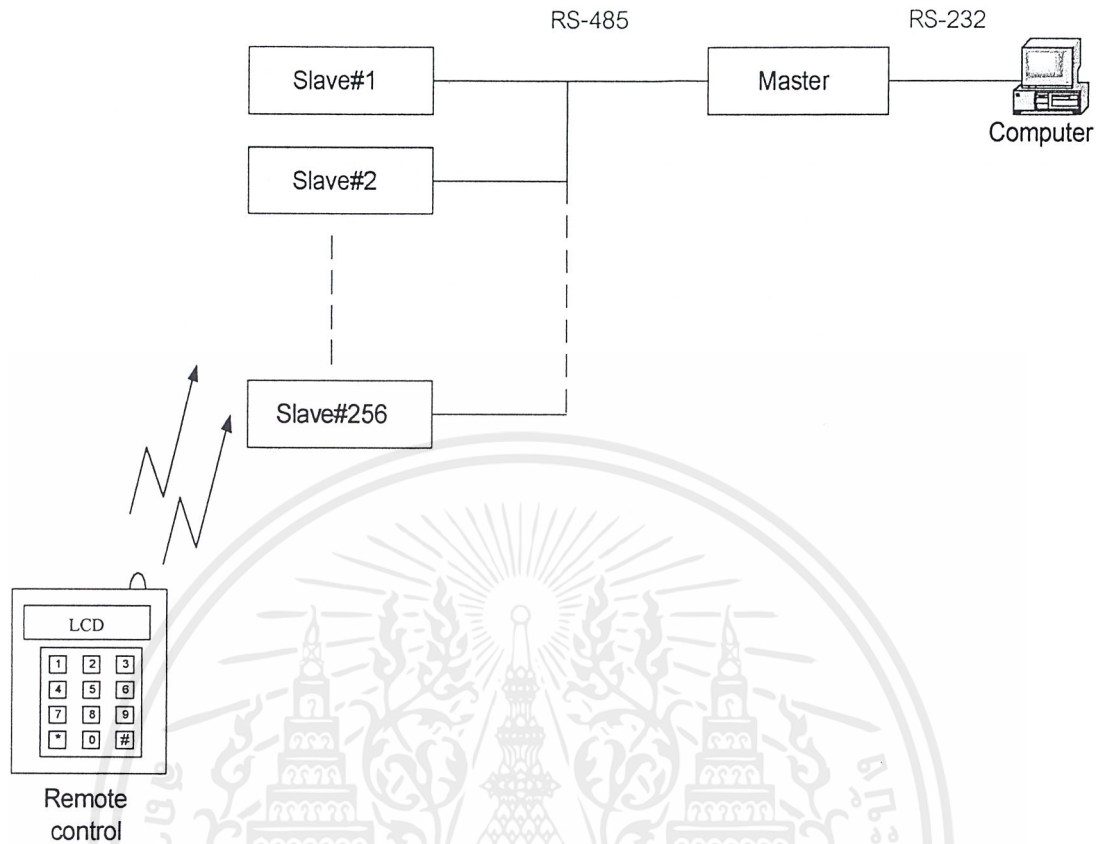 RS-485
RS-232
Slave#1
Master
Computer
Slave#2
Slave#256
LCD
1 2 3
4 5 6
7 8 9
* 0 #
Remote
control